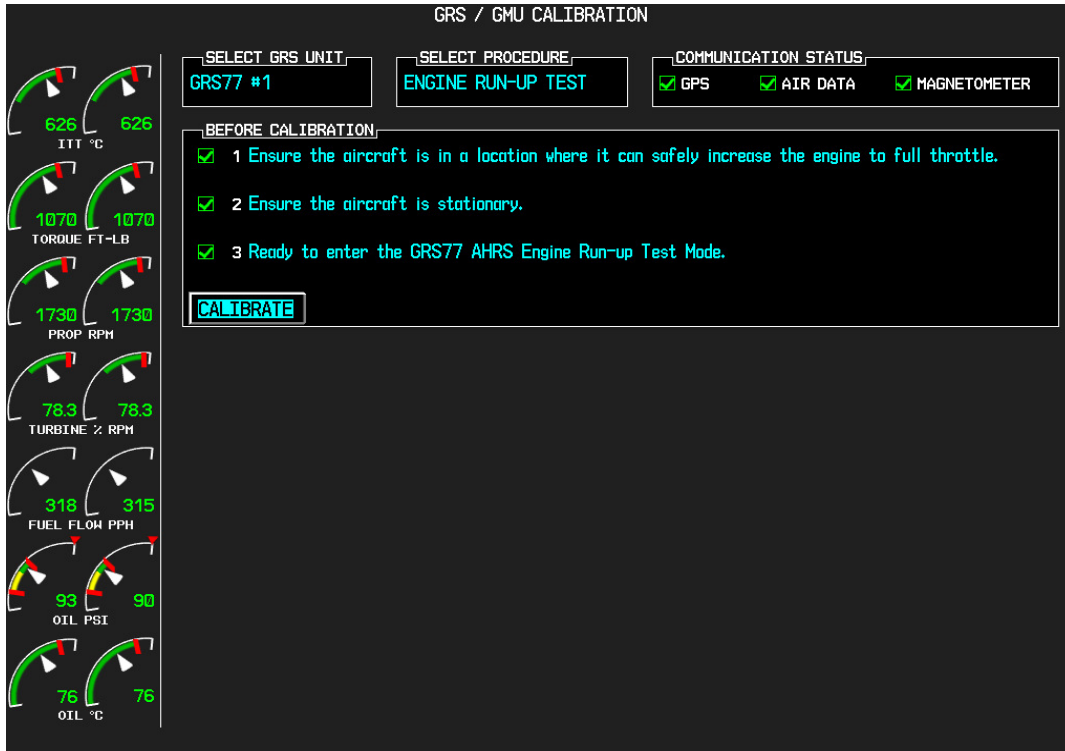 GRS / GMU CALIBRATION
SELECT GRS UNIT
GRS77 #1
SELECT PROCEDURE
ENGINE RUN-UP TEST
COMMUNICATION STATUS
GPS AIR DATA MAGNETOMETER
BEFORE CALIBRATION
1 Ensure the aircraft is in a location where it can safely increase the engine to full throttle.
2 Ensure the aircraft is stationary.
3 Ready to enter the GRS77 AHRS Engine Run-up Test Mode.
CALIBRATE
626 626
ITT °C
1070 1070
TORQUE FT-LB
1730 1730
PROP RPM
78.3 78.3
TURBINE % RPM
318 315
FUEL FLOW PPH
93 90
OIL PSI
76 76
OIL °C